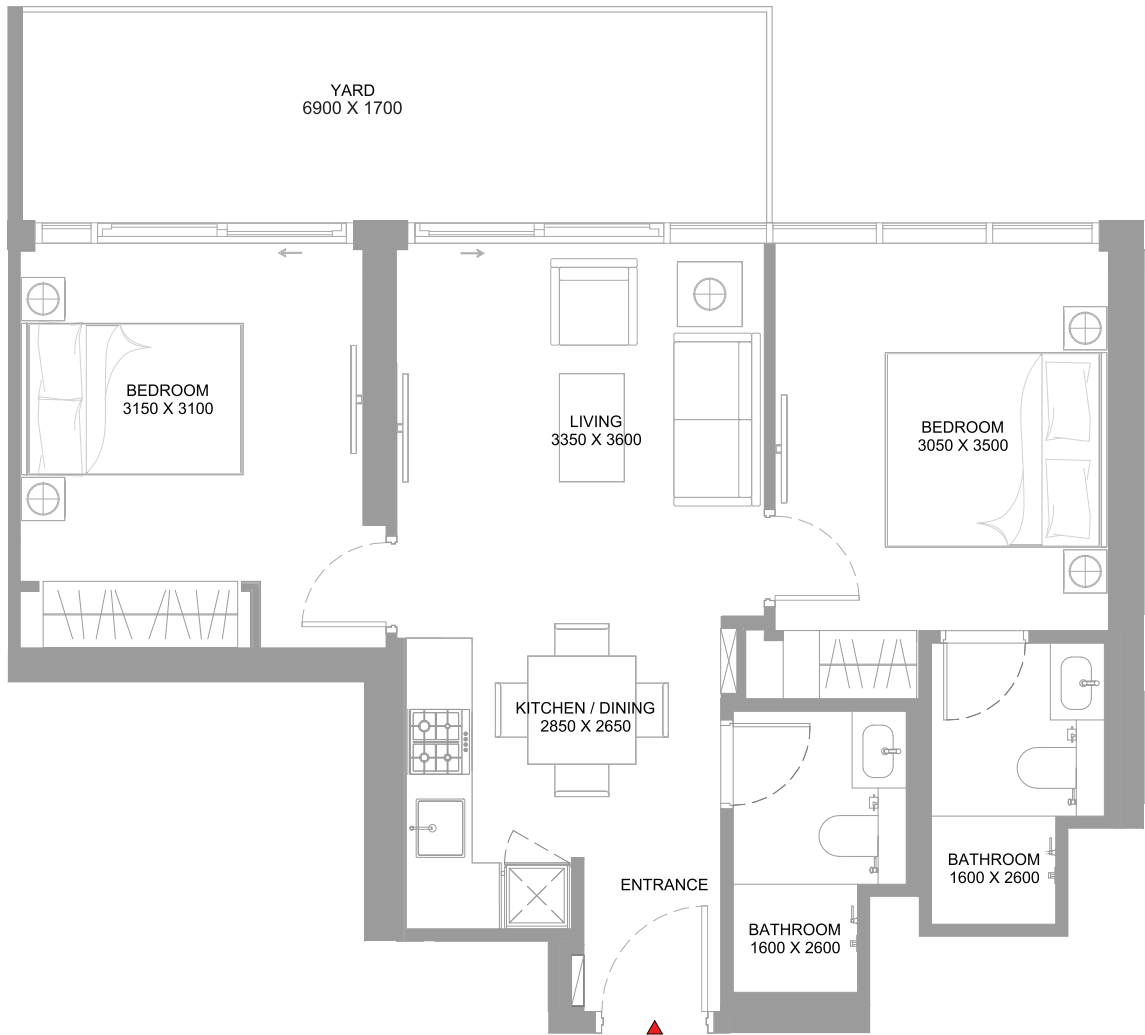 YARD
6900 X 1700
BEDROOM
3150 X 3100
LIVING
3350 X 3600
BEDROOM
3050 X 3500
KITCHEN / DINING
2850 X 2650
ENTRANCE
BATHROOM
1600 X 2600
BATHROOM
1600 X 2600